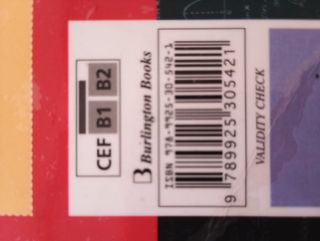 CEF B1 B2
Burlington Books
ISBN 978-9925-30-542-1
9 789925 305421
VALIDITY CHECK